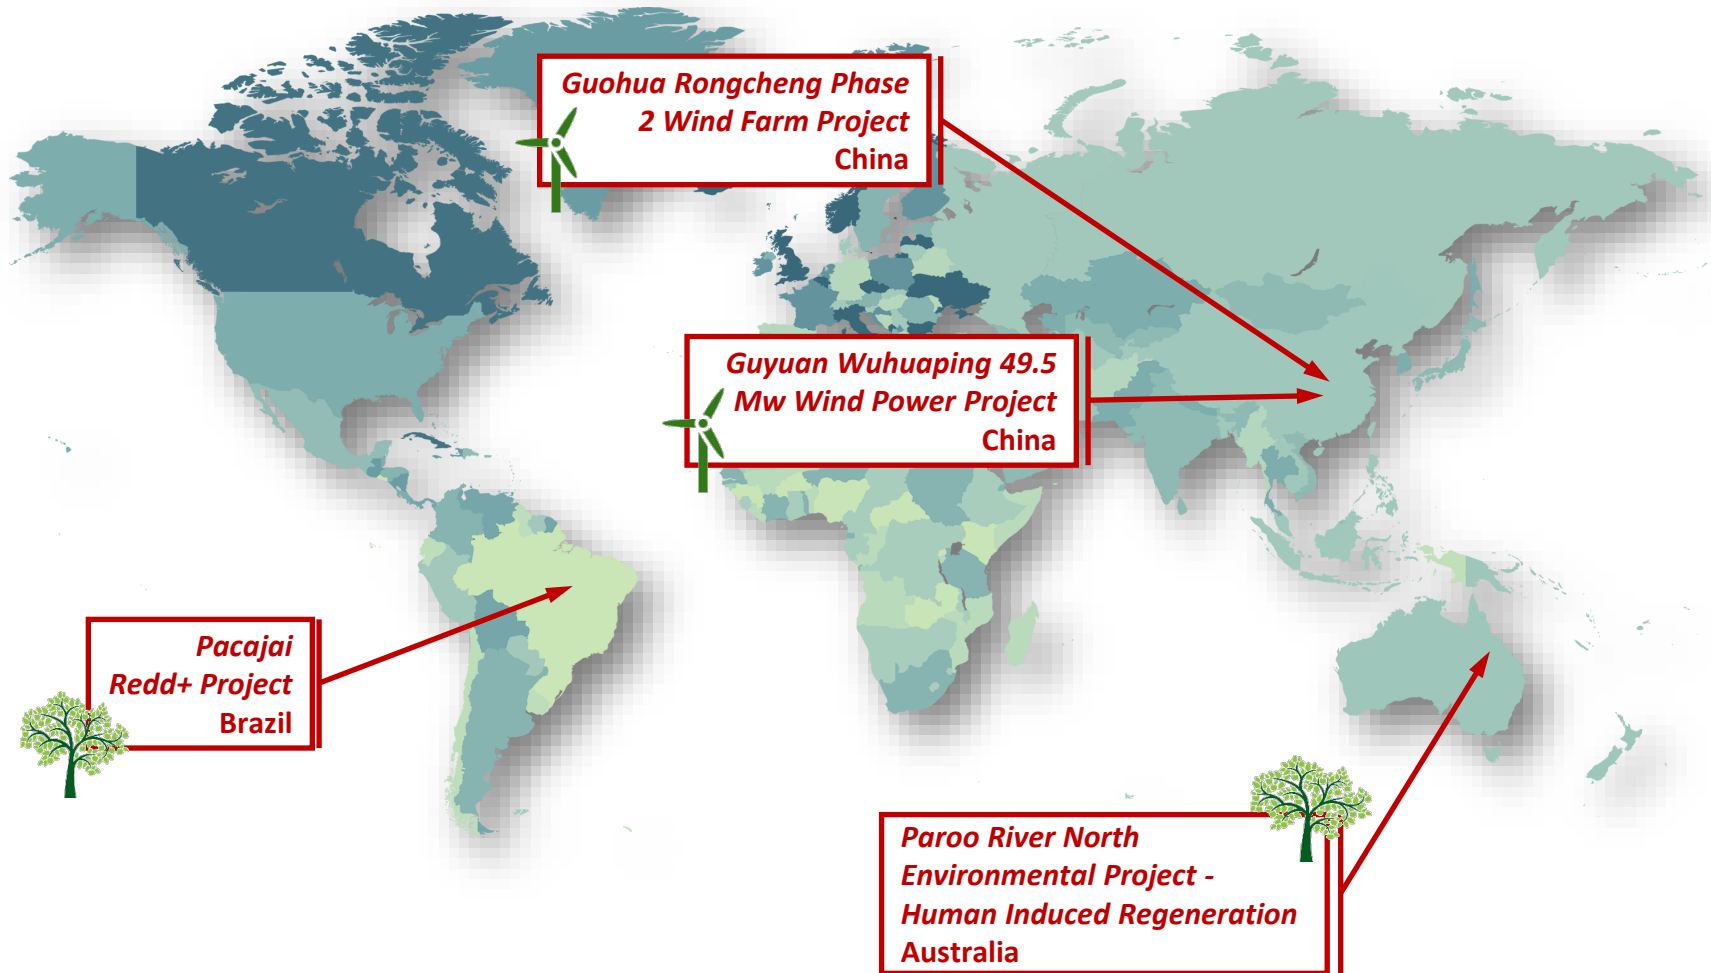 Guohua Rongcheng Phase
2 Wind Farm Project
China
Guyuan Wuhuaping 49.5
Mw Wind Power Project
China
Pacajai
Redd+ Project
Brazil
Paroo River North
Environmental Project -
Human Induced Regeneration
Australia